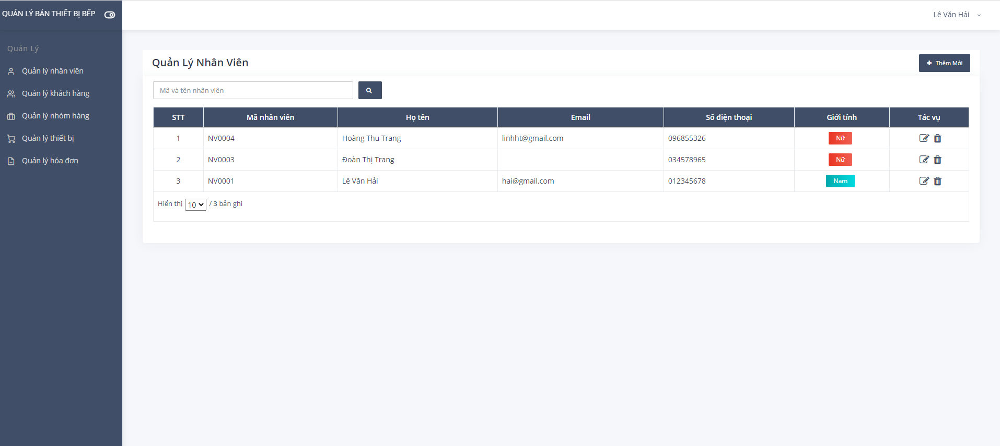 QUẢN LÝ BÁN THIẾT BỊ BẾP
Lê Văn Hải
Quản Lý
Quản lý nhân viên
Quản lý khách hàng
Quản lý nhóm hàng
Quản lý thiết bị
Quản lý hóa đơn
Quản Lý Nhân Viên
Thêm Mới
Mã và tên nhân viên
STT Mã nhân viên Họ tên Email Số điện thoại Giới tính Tác vụ
1 NV0004 Hoàng Thu Trang linhht@gmail.com 096855326 Nữ
2 NV0003 Đoàn Thị Trang 034578965 Nữ
3 NV0001 Lê Văn Hải hai@gmail.com 012345678 Nam
Hiển thị 10 / 3 bản ghi